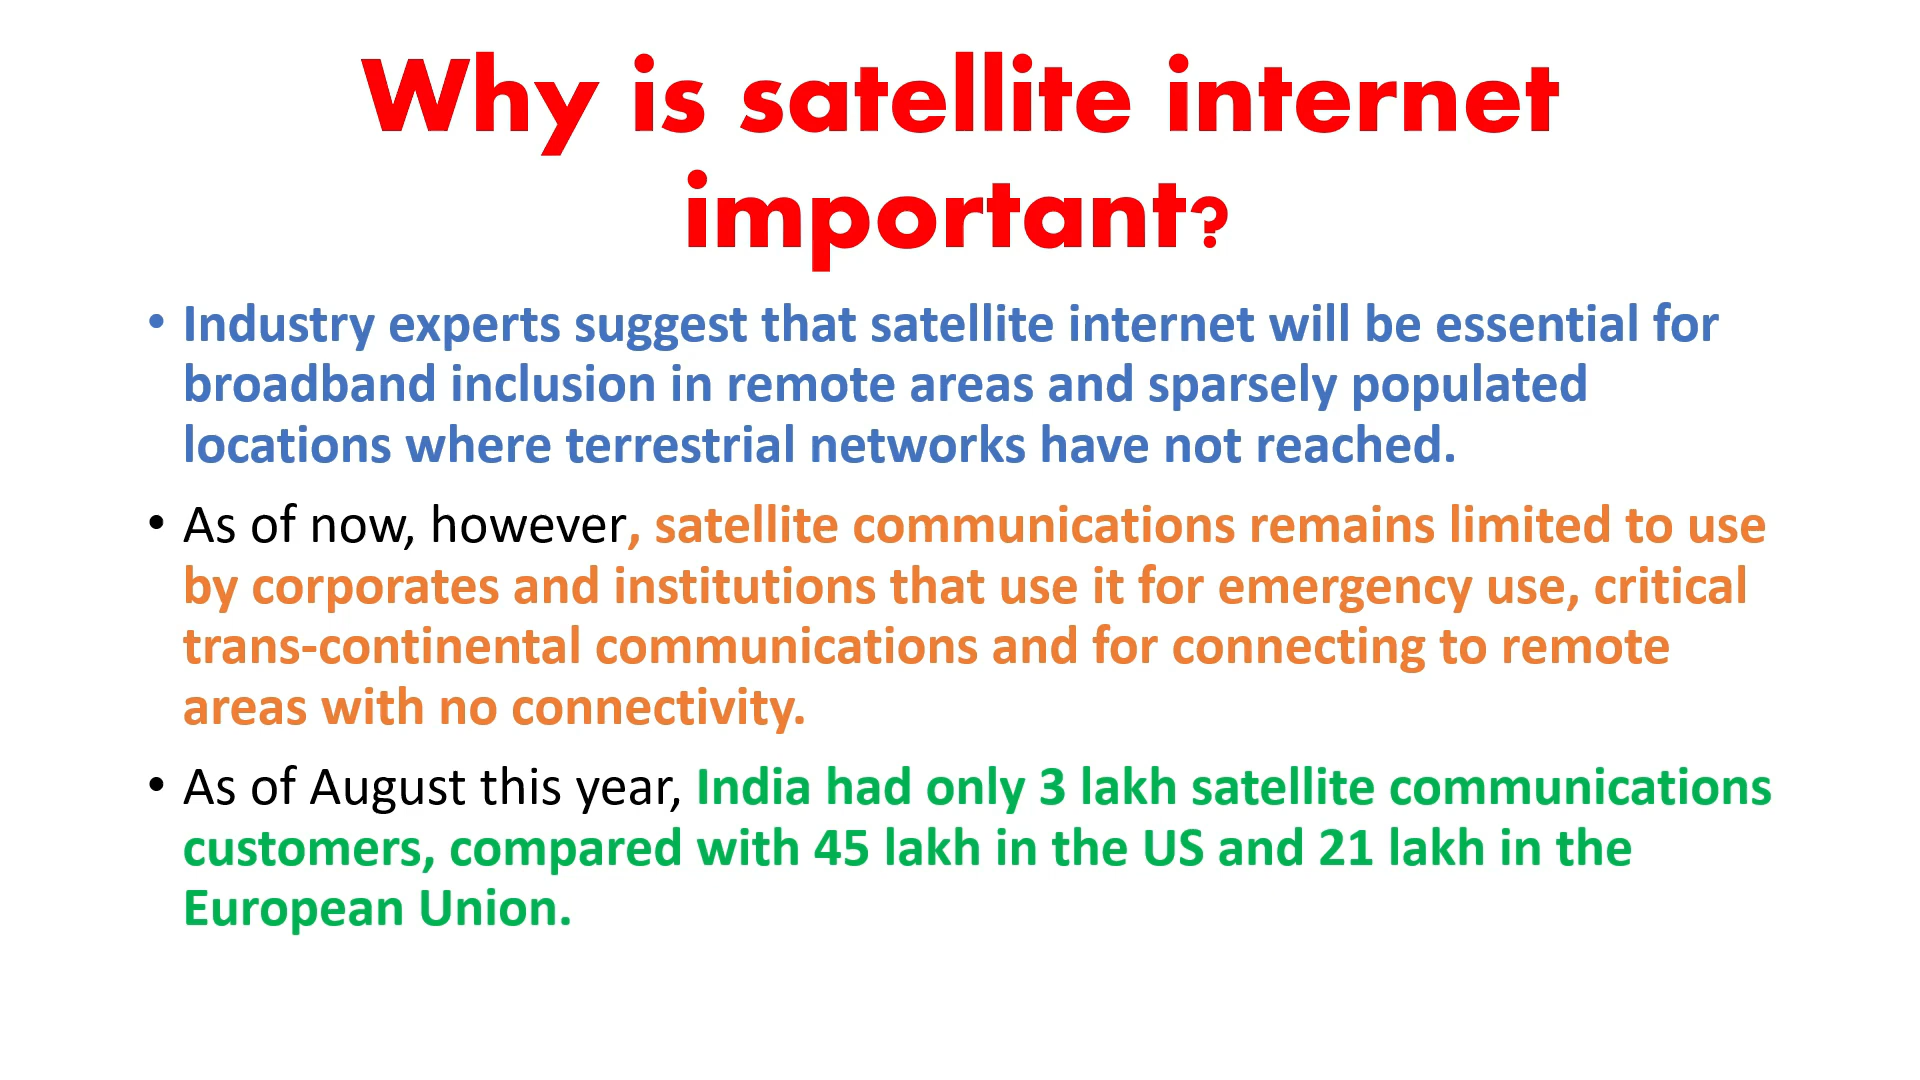 Why is satellite internet
important?
• Industry experts suggest that satellite internet will be essential for
broadband inclusion in remote areas and sparsely populated
locations where terrestrial networks have not reached.
• As of now, however, satellite communications remains limited to use
by corporates and institutions that use it for emergency use, critical
trans-continental communications and for connecting to remote
areas with no connectivity.
• As of August this year, India had only 3 lakh satellite communications
customers, compared with 45 lakh in the US and 21 lakh in the
European Union.